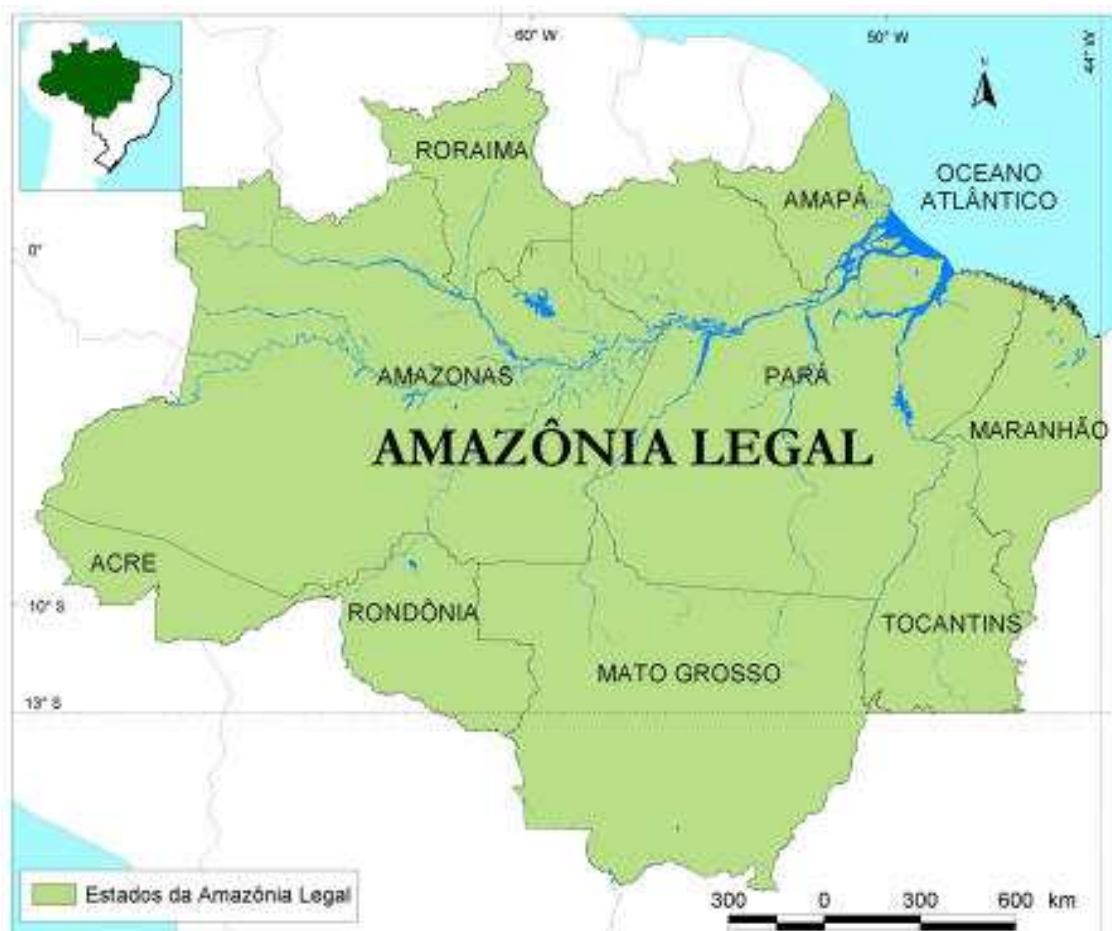 60° W
50° W
44° W
N
RORAIMA
AMAPÁ
OCEANO
ATLÂNTICO
0°
AMAZONAS
PARÁ
MARANHÃO
AMAZÔNIA LEGAL
ACRE
10° S
RONDÔNIA
TOCANTINS
MATO GROSSO
13° S
Estados da Amazônia Legal
300 0 300 600 km